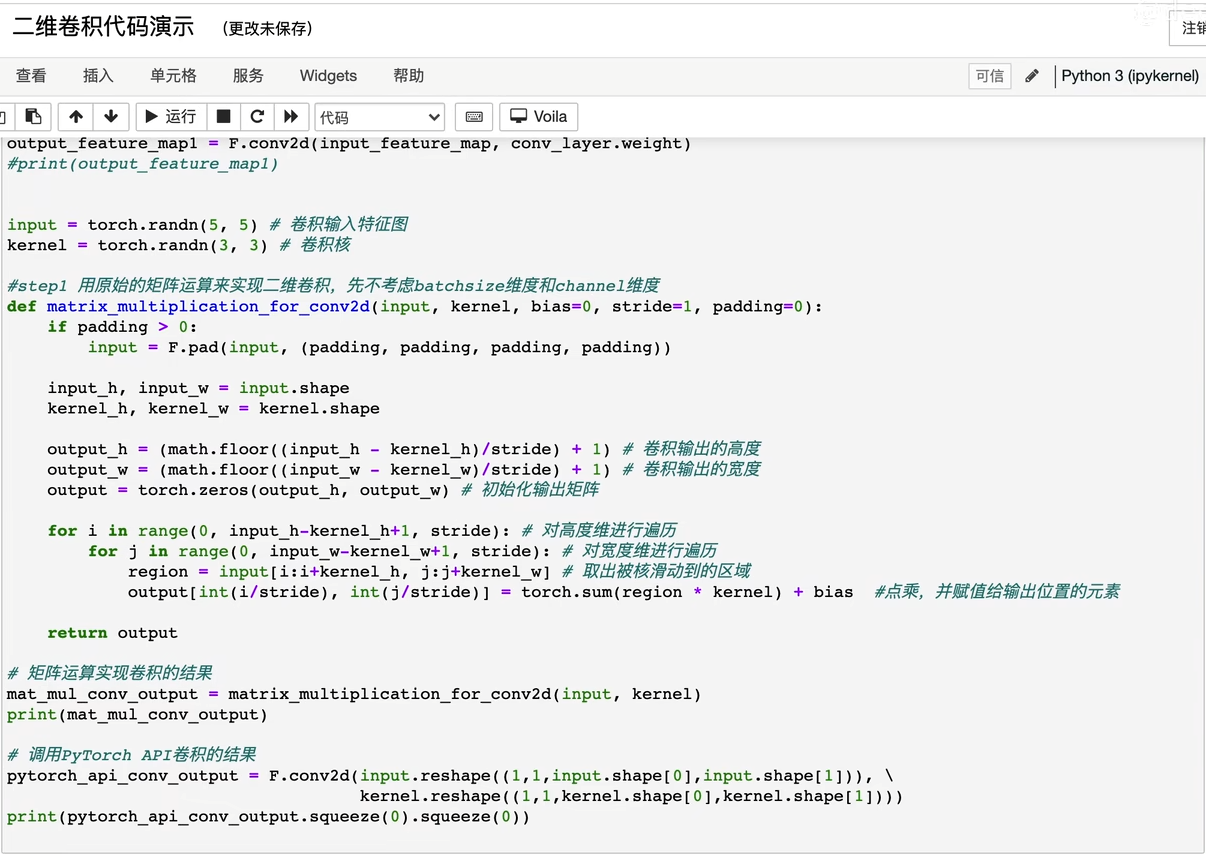 二维卷积代码演示 (更改未保存)
注销
查看 插入 单元格 服务 Widgets 帮助 可信 Python 3 (ipykernel)
运行 代码 Voila
output_feature_map1 = F.conv2d(input_feature_map, conv_layer.weight)
#print(output_feature_map1)
input = torch.randn(5, 5) # 卷积输入特征图
kernel = torch.randn(3, 3) # 卷积核
#step1 用原始的矩阵运算来实现二维卷积，先不考虑batchsize维度和channel维度
def matrix_multiplication_for_conv2d(input, kernel, bias=0, stride=1, padding=0):
    if padding > 0:
        input = F.pad(input, (padding, padding, padding, padding))
    input_h, input_w = input.shape
    kernel_h, kernel_w = kernel.shape
    output_h = (math.floor((input_h - kernel_h)/stride) + 1) # 卷积输出的高度
    output_w = (math.floor((input_w - kernel_w)/stride) + 1) # 卷积输出的宽度
    output = torch.zeros(output_h, output_w) # 初始化输出矩阵
    for i in range(0, input_h-kernel_h+1, stride): # 对高度维进行遍历
        for j in range(0, input_w-kernel_w+1, stride): # 对宽度维进行遍历
            region = input[i:i+kernel_h, j:j+kernel_w] # 取出被核滑动到的区域
            output[int(i/stride), int(j/stride)] = torch.sum(region * kernel) + bias  #点乘，并赋值给输出位置的元素
    return output
# 矩阵运算实现卷积的结果
mat_mul_conv_output = matrix_multiplication_for_conv2d(input, kernel)
print(mat_mul_conv_output)
# 调用PyTorch API卷积的结果
pytorch_api_conv_output = F.conv2d(input.reshape((1,1,input.shape[0],input.shape[1])), \
                                   kernel.reshape((1,1,kernel.shape[0],kernel.shape[1])))
print(pytorch_api_conv_output.squeeze(0).squeeze(0))